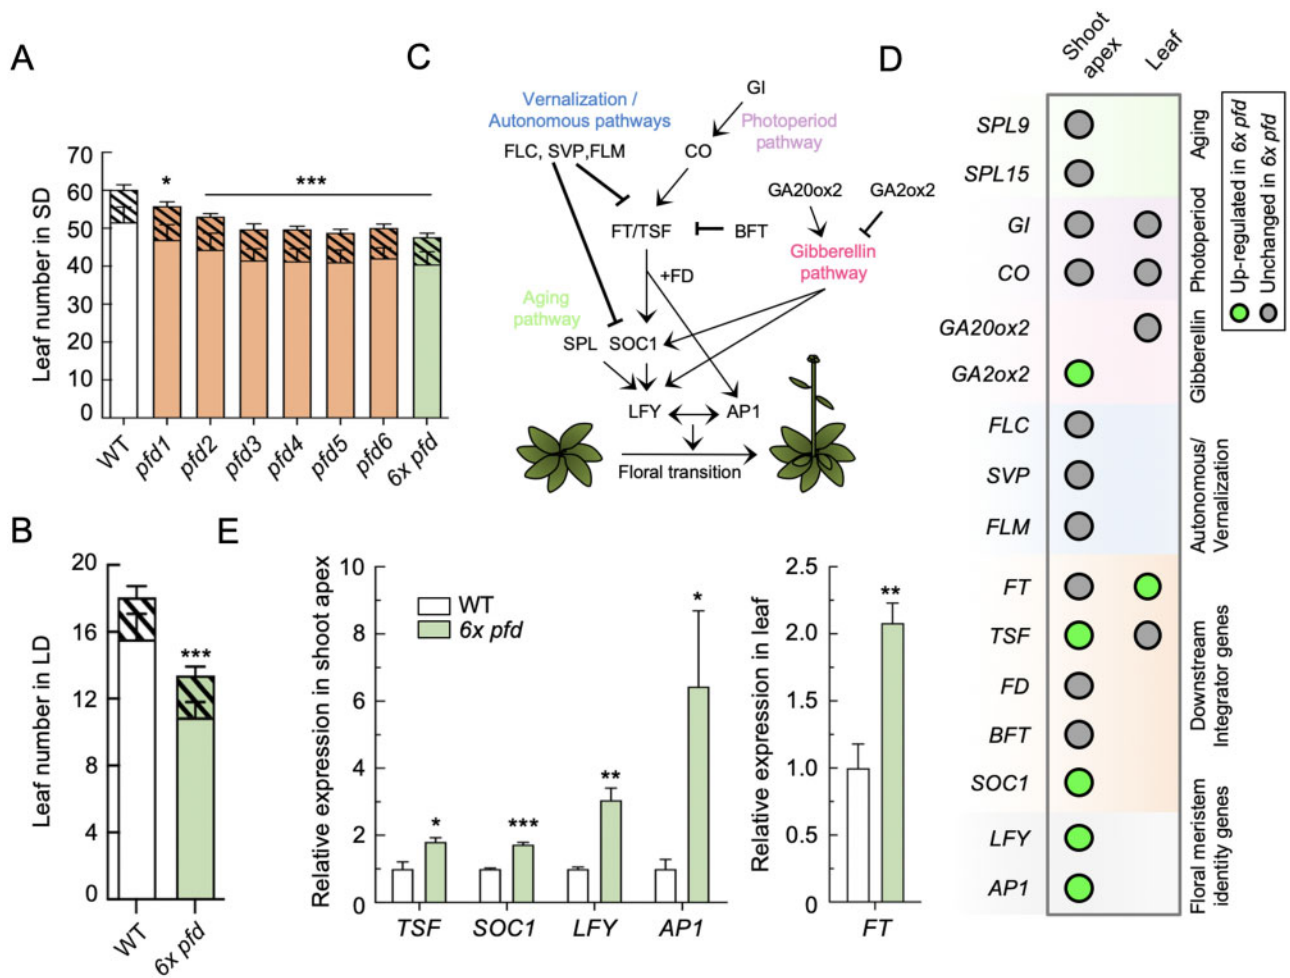 A
Leaf number in SD
70
60
50
40
30
20
10
0
*
***
WT
pfd1
pfd2
pfd3
pfd4
pfd5
pfd6
6x pfd
B
Leaf number in LD
20
16
12
8
4
0
***
WT
6x pfd
C
Vernalization /
Autonomous pathways
FLC, SVP,FLM
GI
Photoperiod
pathway
CO
GA20ox2
GA2ox2
FT/TSF
BFT
Gibberellin
pathway
+FD
Aging
pathway
SPL
SOC1
LFY
AP1
Floral transition
D
Shoot
apex
Leaf
SPL9
SPL15
GI
CO
GA20ox2
GA2ox2
FLC
SVP
FLM
FT
TSF
FD
BFT
SOC1
LFY
AP1
Aging
Photoperiod
Gibberellin
Autonomous/
Vernalization
Downstream
Integrator genes
Floral meristem
identity genes
Up-regulated in 6x pfd
Unchanged in 6x pfd
E
Relative expression in shoot apex
10
8
6
4
2
0
WT
6x pfd
*
***
**
*
TSF
SOC1
LFY
AP1
Relative expression in leaf
2.5
2.0
1.5
1.0
0.5
0
**
FT